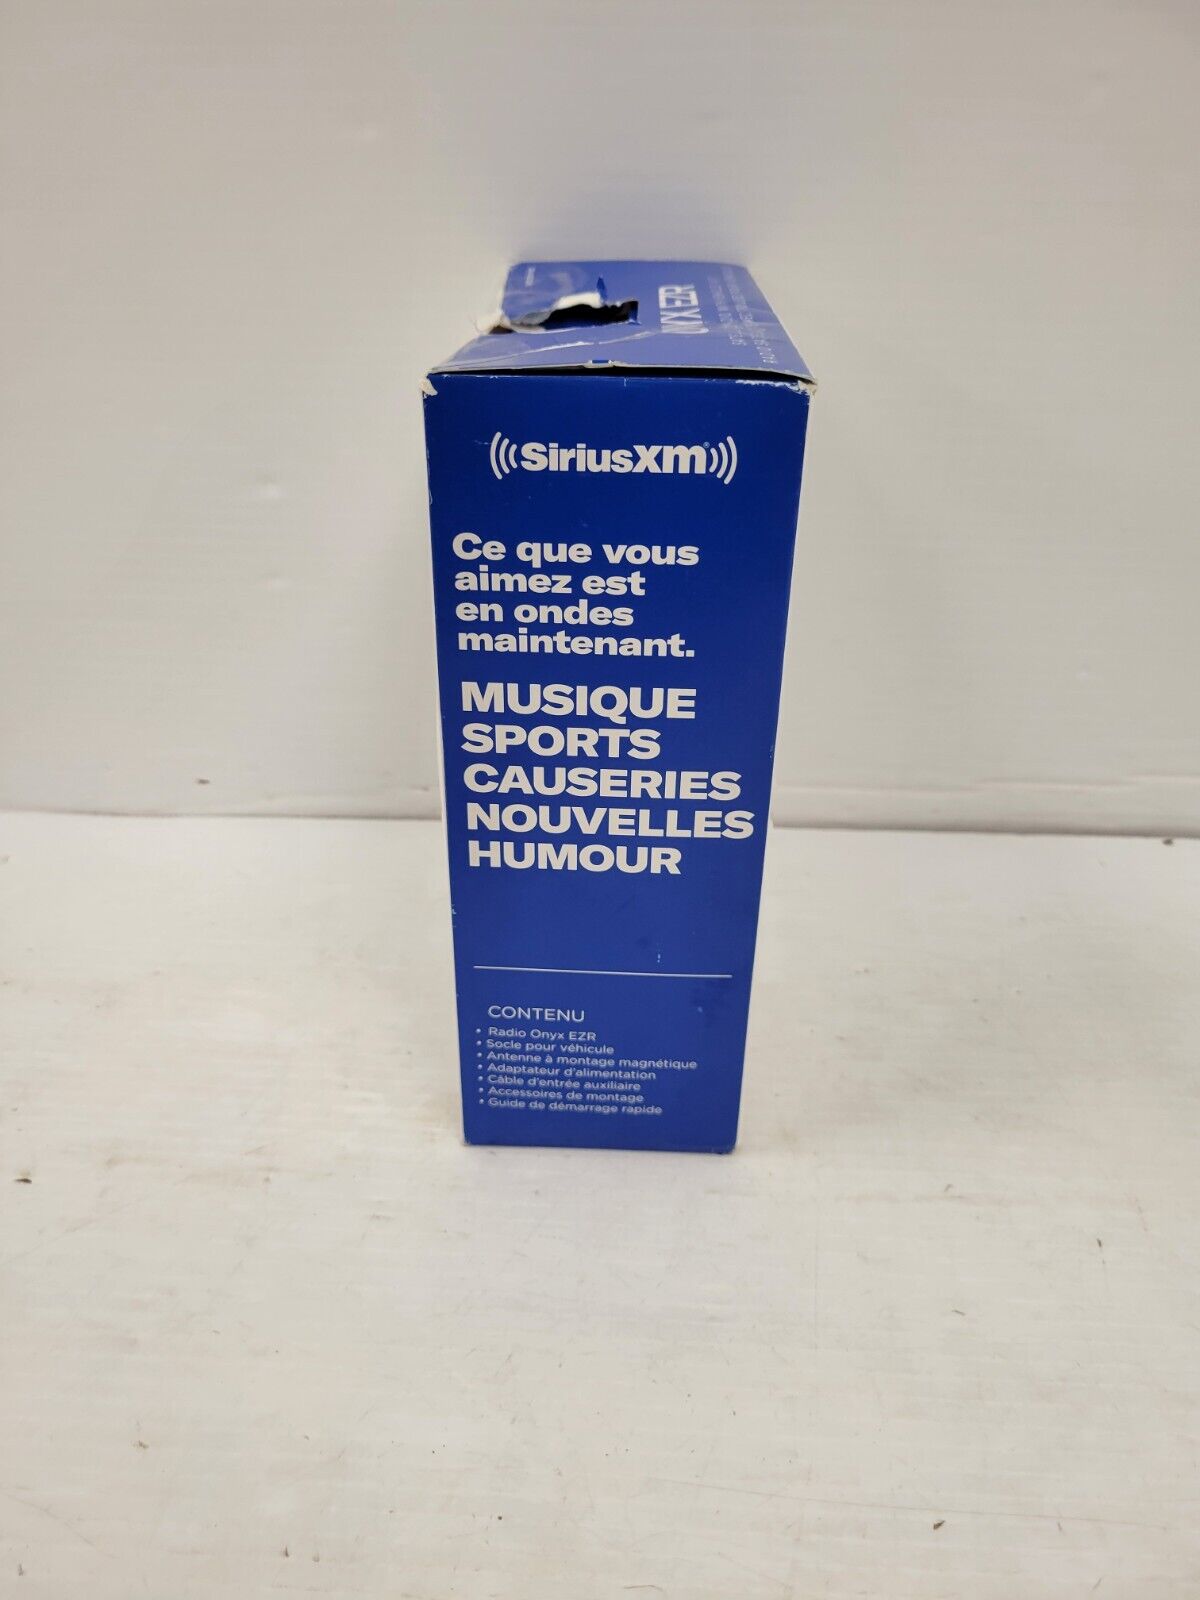 ONYX EZR
SiriusXM
Ce que vous
aimez est
en ondes
maintenant.
MUSIQUE
SPORTS
CAUSERIES
NOUVELLES
HUMOUR
CONTENU
• Radio Onyx EZR
• Socle pour véhicule
• Antenne à montage magnétique
• Adaptateur d'alimentation
• Câble d'entrée auxiliaire
• Accessoires de montage
• Guide de démarrage rapide